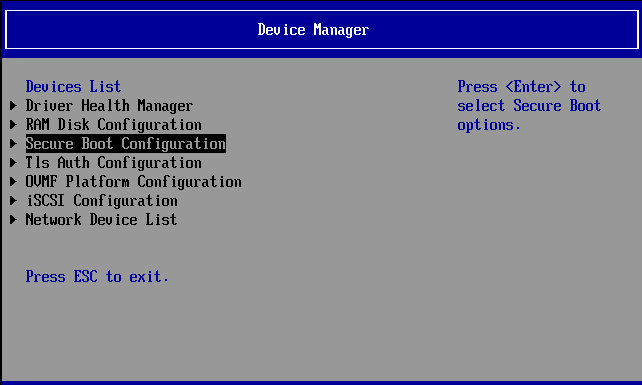 Device Manager
Devices List
Driver Health Manager
RAM Disk Configuration
Secure Boot Configuration
Tls Auth Configuration
OVMF Platform Configuration
iSCSI Configuration
Network Device List
Press ESC to exit.
Press <Enter> to
select Secure Boot
options.